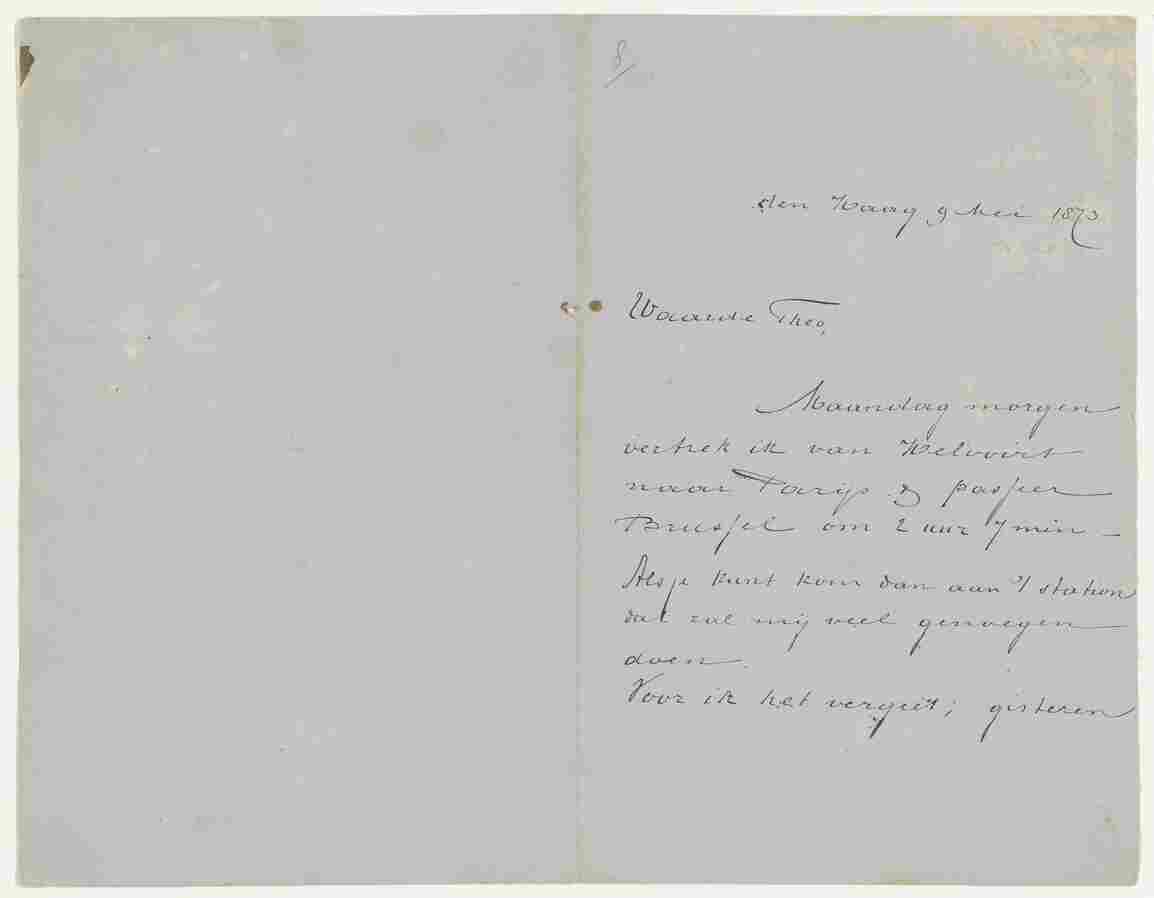 8/
den Haag 9 Mei 1873
Waarde Theo,
Maandag morgen
vertrek ik van Helvoirt
naar Parijs & passeer
Brussel om 2 uur 7 min –
Als je kunt kom dan aan 't station
dat zal mij veel genoegen
doen.
Voor ik het vergeet; gisteren